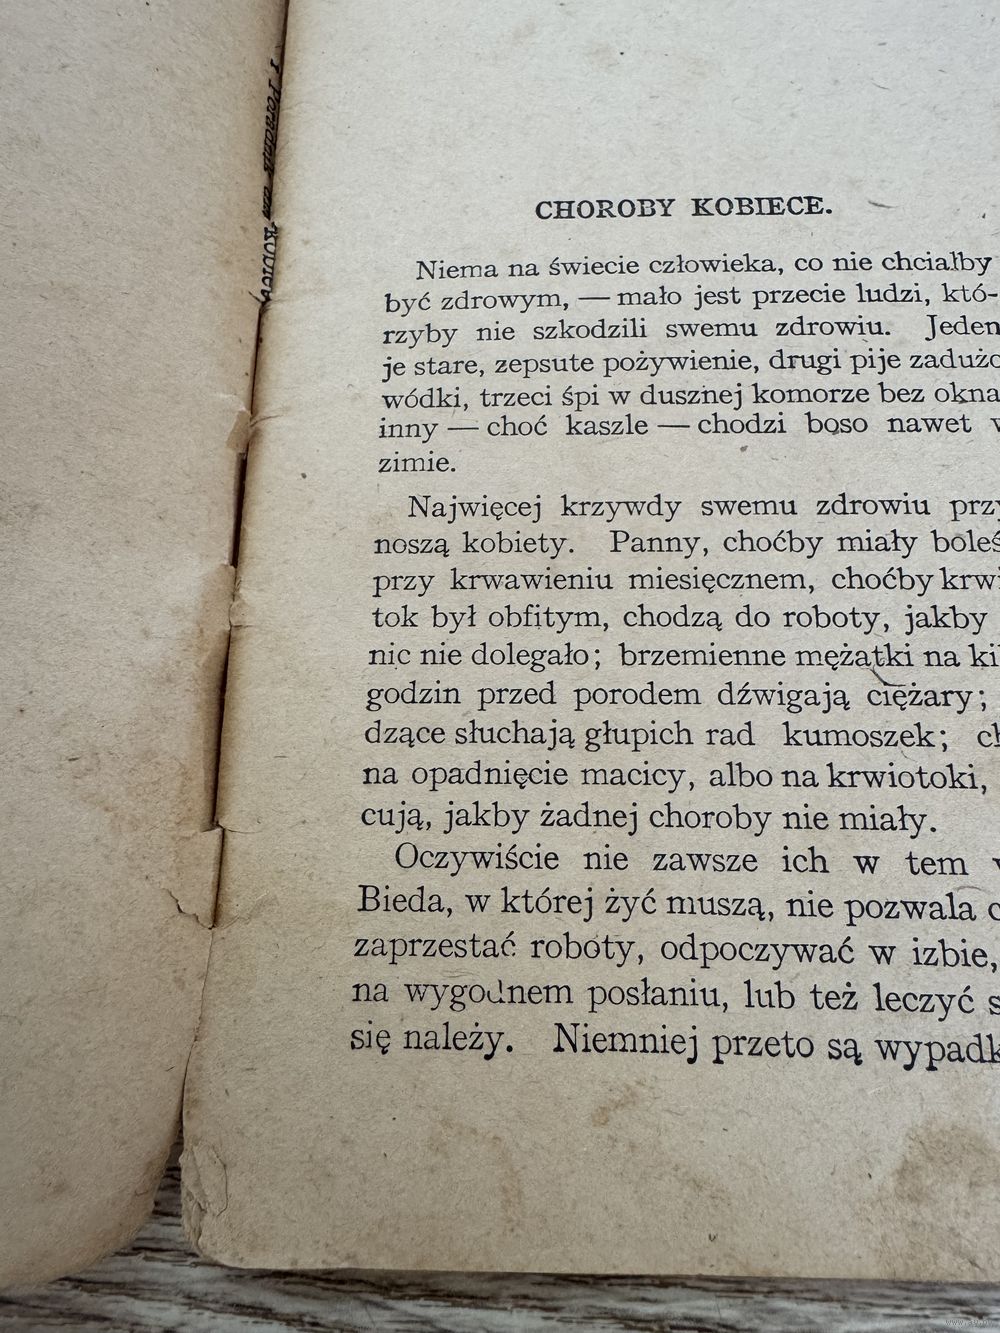 CHOROBY KOBIECE.
Niema na świecie człowieka, co nie chciałby
być zdrowym, — mało jest przecie ludzi, któ-
rzyby nie szkodzili swemu zdrowiu. Jeden
je stare, zepsute pożywienie, drugi pije zadużo
wódki, trzeci śpi w dusznej komorze bez okna
inny — choć kaszle — chodzi boso nawet
zimie.
Najwięcej krzywdy swemu zdrowiu przy
noszą kobiety. Panny, choćby miały boleś
przy krwawieniu miesięcznem, choćby krwi
tok był obfitym, chodzą do roboty, jakby
nic nie dolegało; brzemienne mężatki na kil
godzin przed porodem dźwigają ciężary;
dzące słuchają głupich rad kumoszek; ch
na opadnięcie macicy, albo na krwiotoki,
cują, jakby żadnej choroby nie miały.
Oczywiście nie zawsze ich w tem
Bieda, w której żyć muszą, nie pozwala
zaprzestać roboty, odpoczywać w izbie,
na wygodnem posłaniu, lub też leczyć s
się należy. Niemniej przeto są wypadk